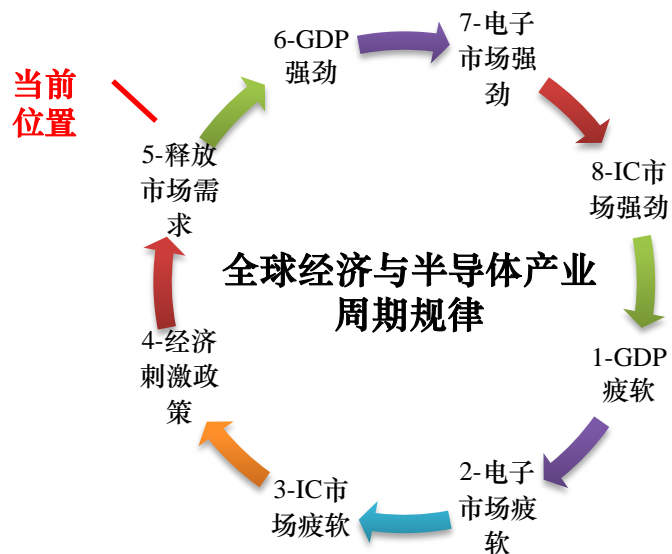 6-GDP
强劲
7-电子
市场强
劲
当前
位置
5-释放
市场需
求
8-IC市
场强劲
全球经济与半导体产业
周期规律
4-经济
刺激政
策
1-GDP
疲软
3-IC市
场疲软
2-电子
市场疲
软